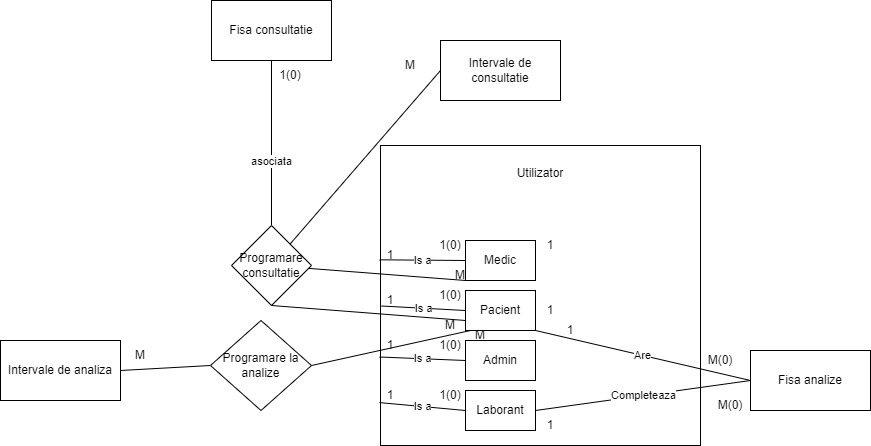 Fisa consultatie
1(0)
M
Intervale de
consultatie
asociata
Utilizator
Programare
consultatie
1
Is a
1(0)
Medic
1
M
1
Is a
1(0)
Pacient
1
M
M
1
Intervale de analiza
M
Programare la
analize
1
Is a
1(0)
Admin
Are
M(0)
Fisa analize
1
Is a
1(0)
Laborant
1
Completeaza
M(0)